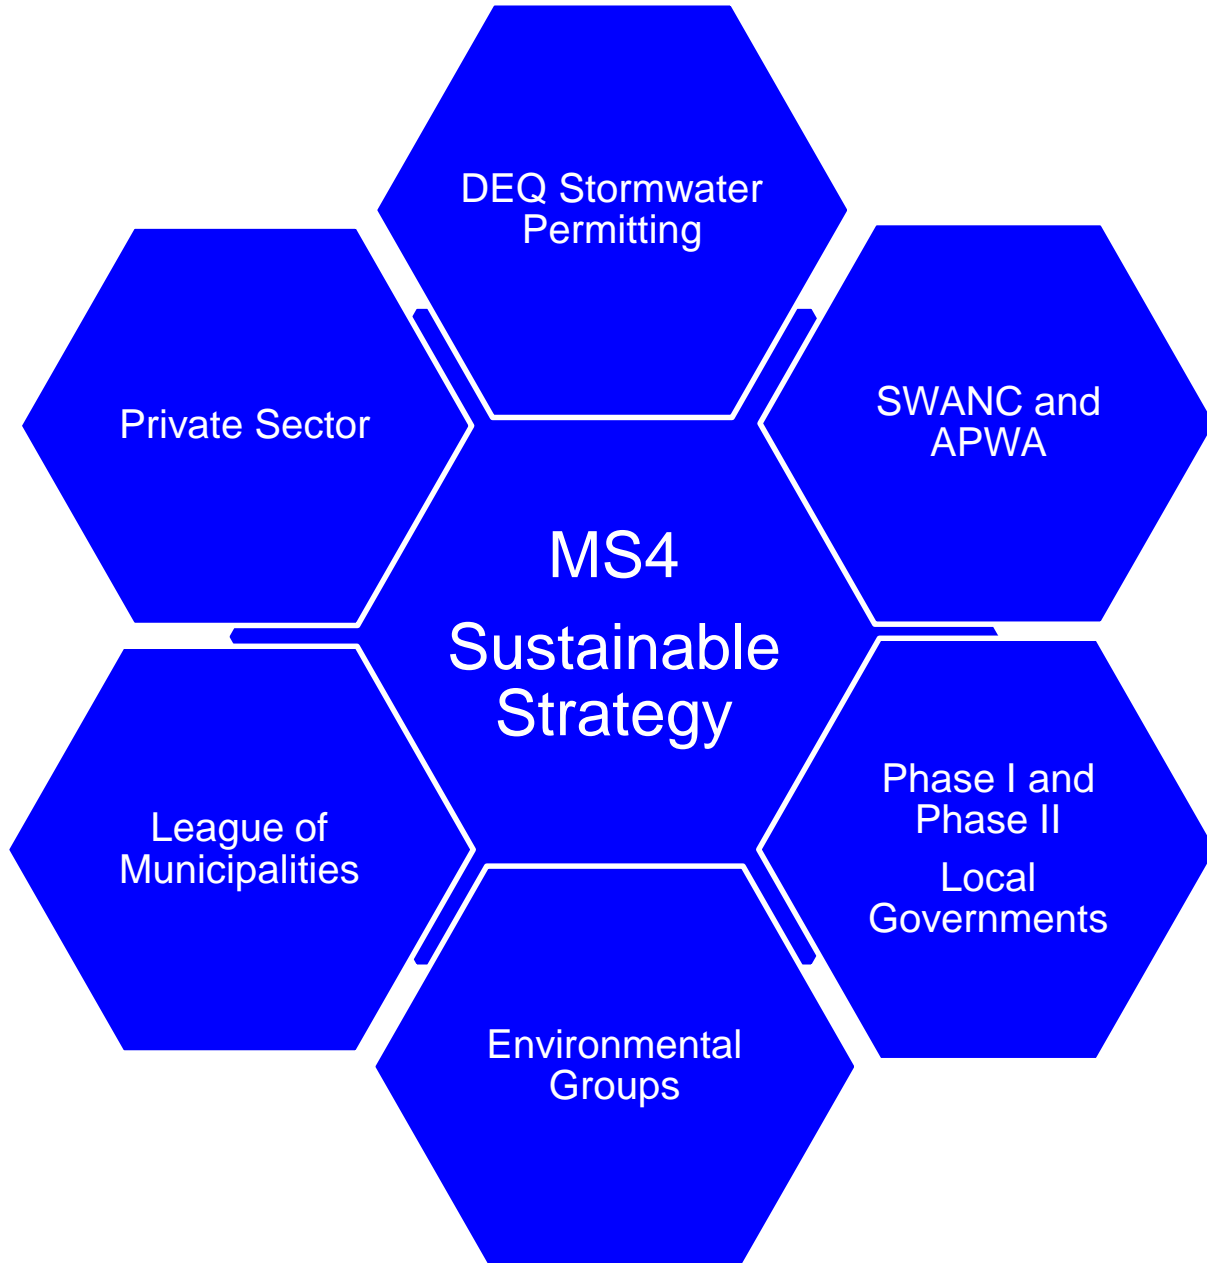 DEQ Stormwater
Permitting
SWANC and
APWA
Private Sector
MS4
Sustainable
Strategy
Phase I and
Phase II
Local
Governments
League of
Municipalities
Environmental
Groups